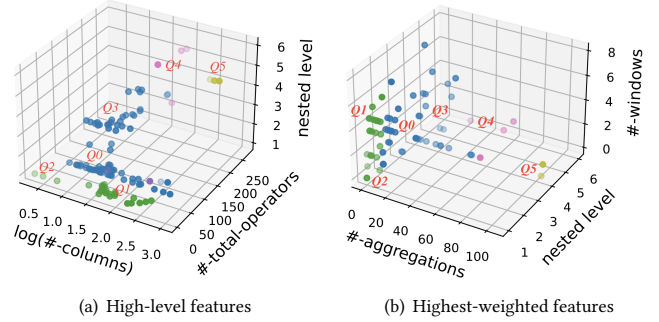 6
5
4
3
2
1
nested level
Q4
Q5
Q3
Q0
Q2
Q1
0.5
1.0
1.5
2.0
2.5
3.0
log(#-columns)
0
50
100
150
200
250
#-total-operators
(a) High-level features
8
6
4
2
0
#-windows
Q1
Q0
Q3
Q4
Q5
Q2
0
20
40
60
80
100
#-aggregations
1
2
3
4
5
6
nested level
(b) Highest-weighted features